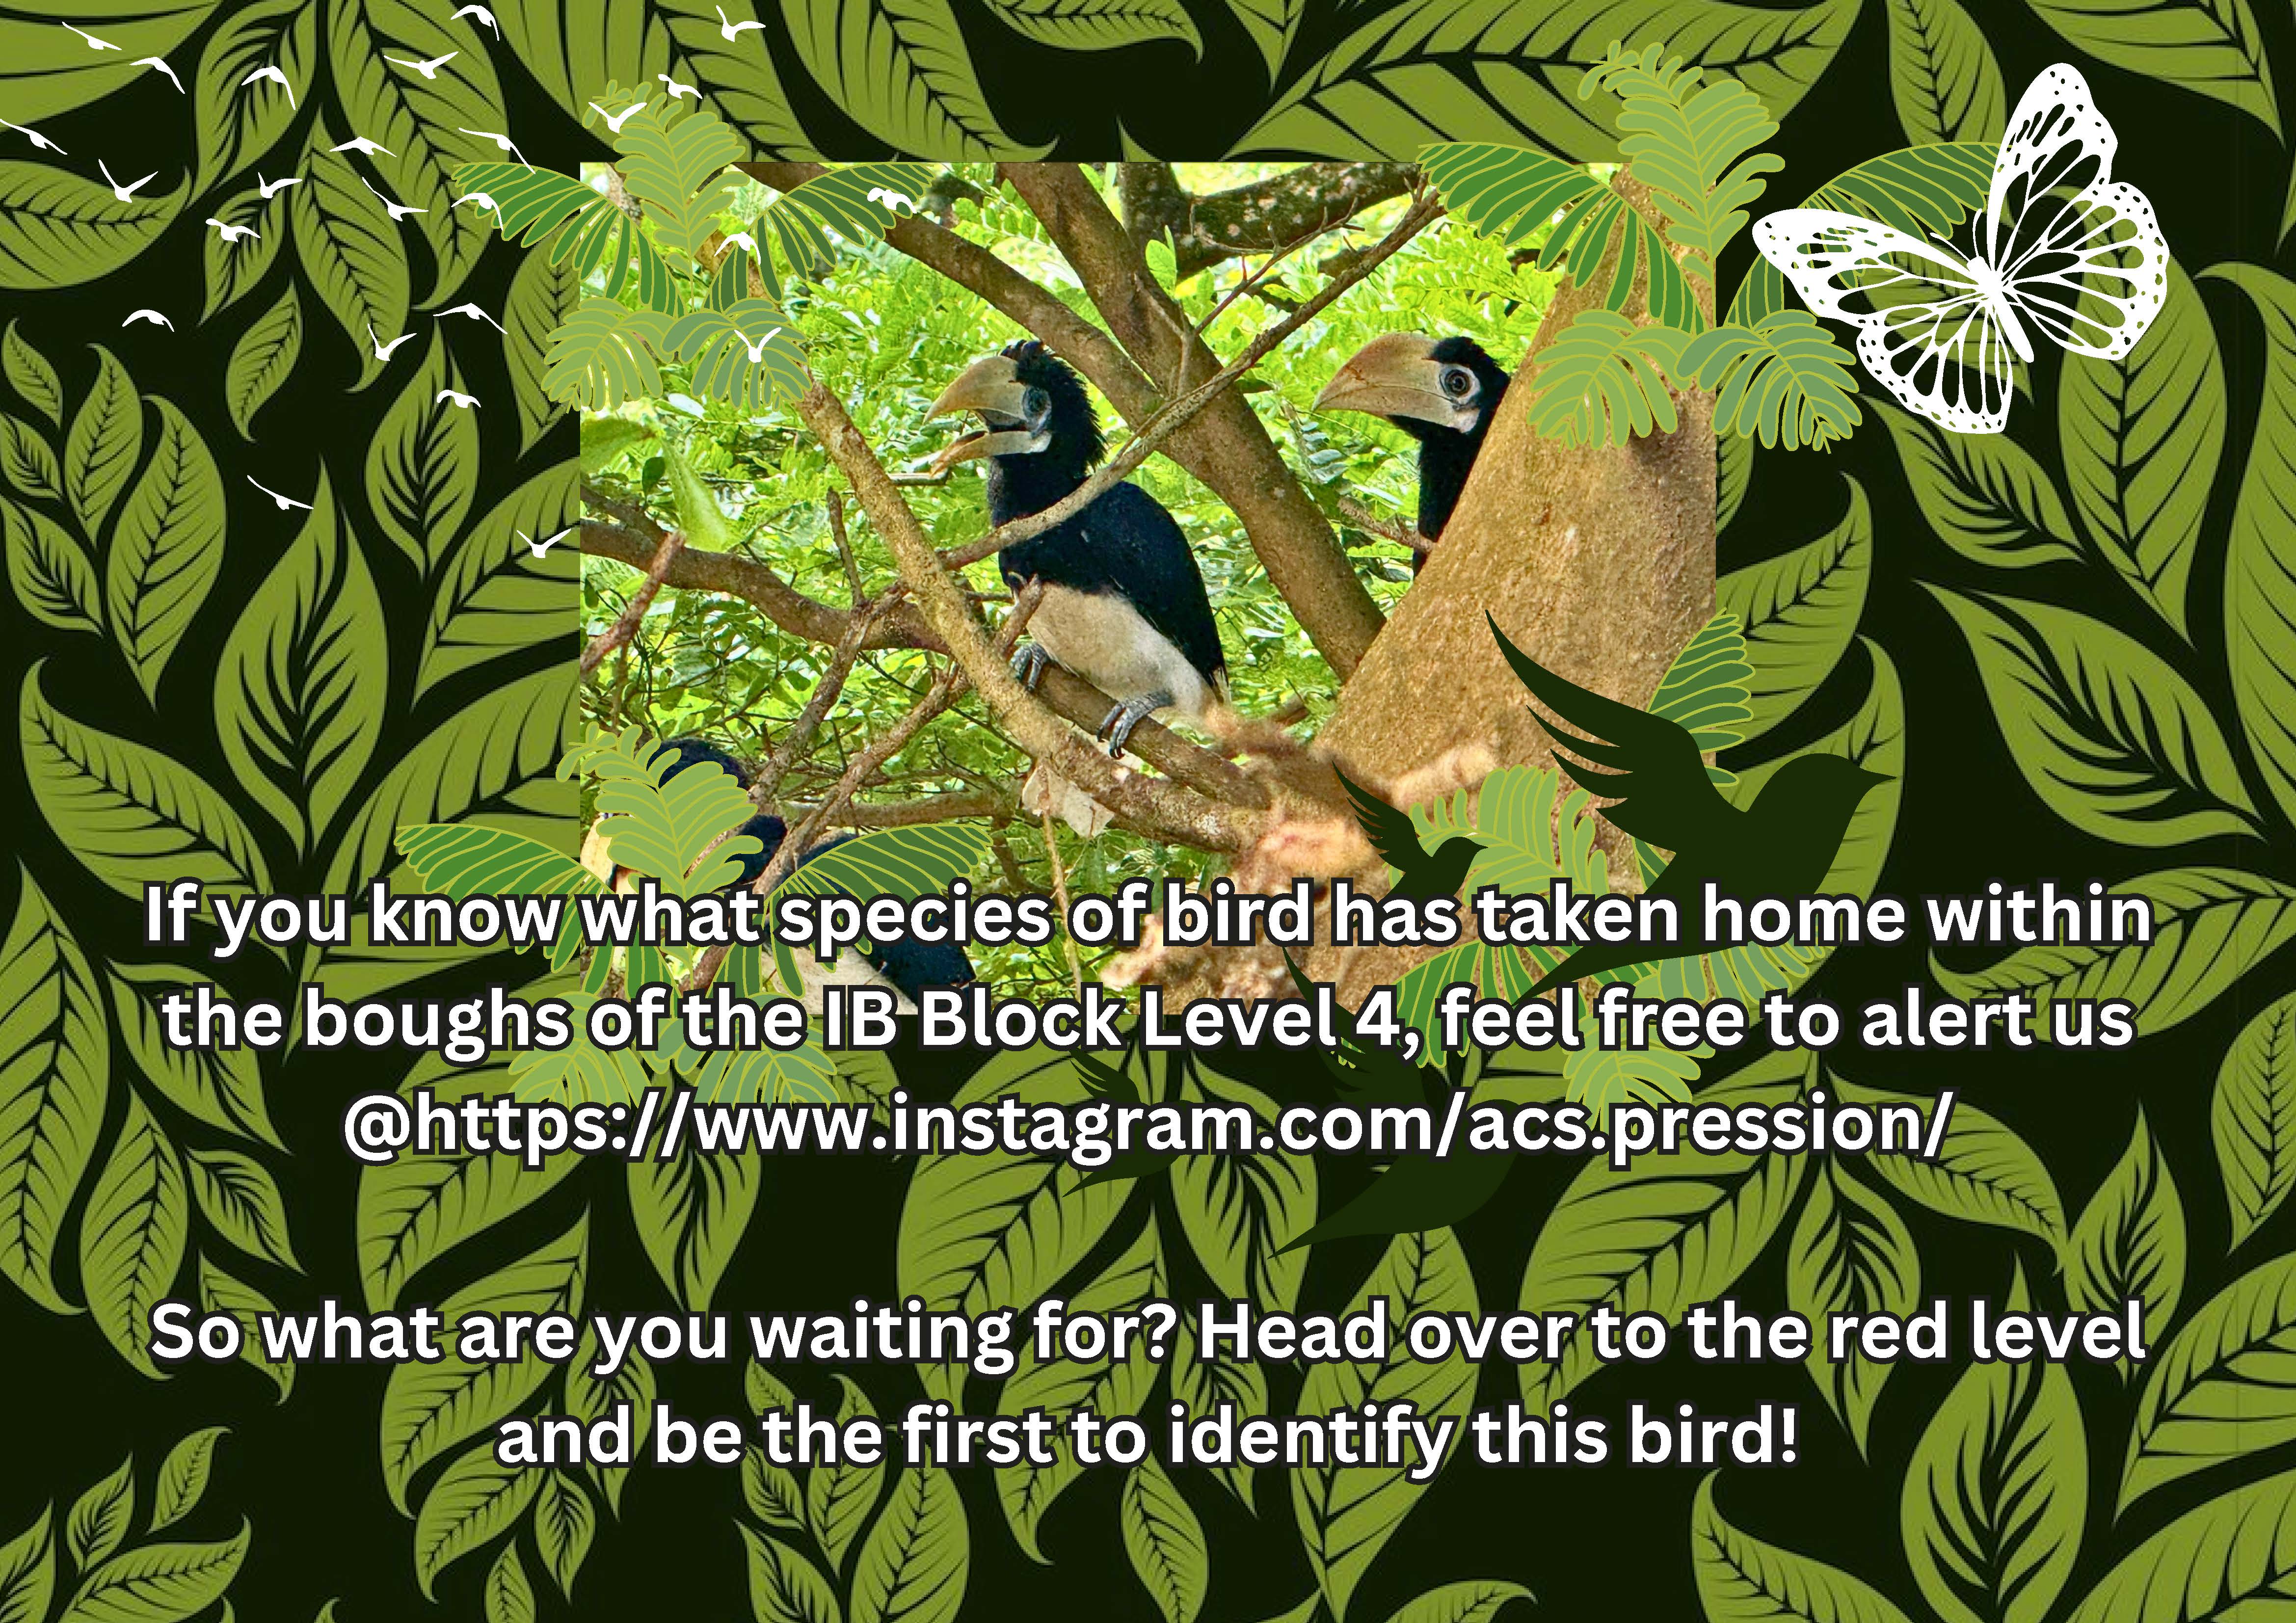 If you know what species of bird has taken home within
the boughs of the IB Block Level 4, feel free to alert us
@https://www.instagram.com/acs.pression/
So what are you waiting for? Head over to the red level
and be the first to identify this bird!